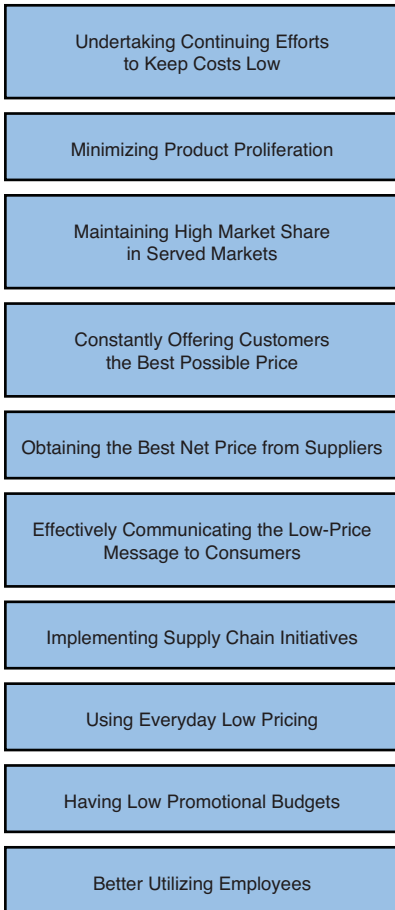 Undertaking Continuing Efforts
to Keep Costs Low
Minimizing Product Proliferation
Maintaining High Market Share
in Served Markets
Constantly Offering Customers
the Best Possible Price
Obtaining the Best Net Price from Suppliers
Effectively Communicating the Low-Price
Message to Consumers
Implementing Supply Chain Initiatives
Using Everyday Low Pricing
Having Low Promotional Budgets
Better Utilizing Employees